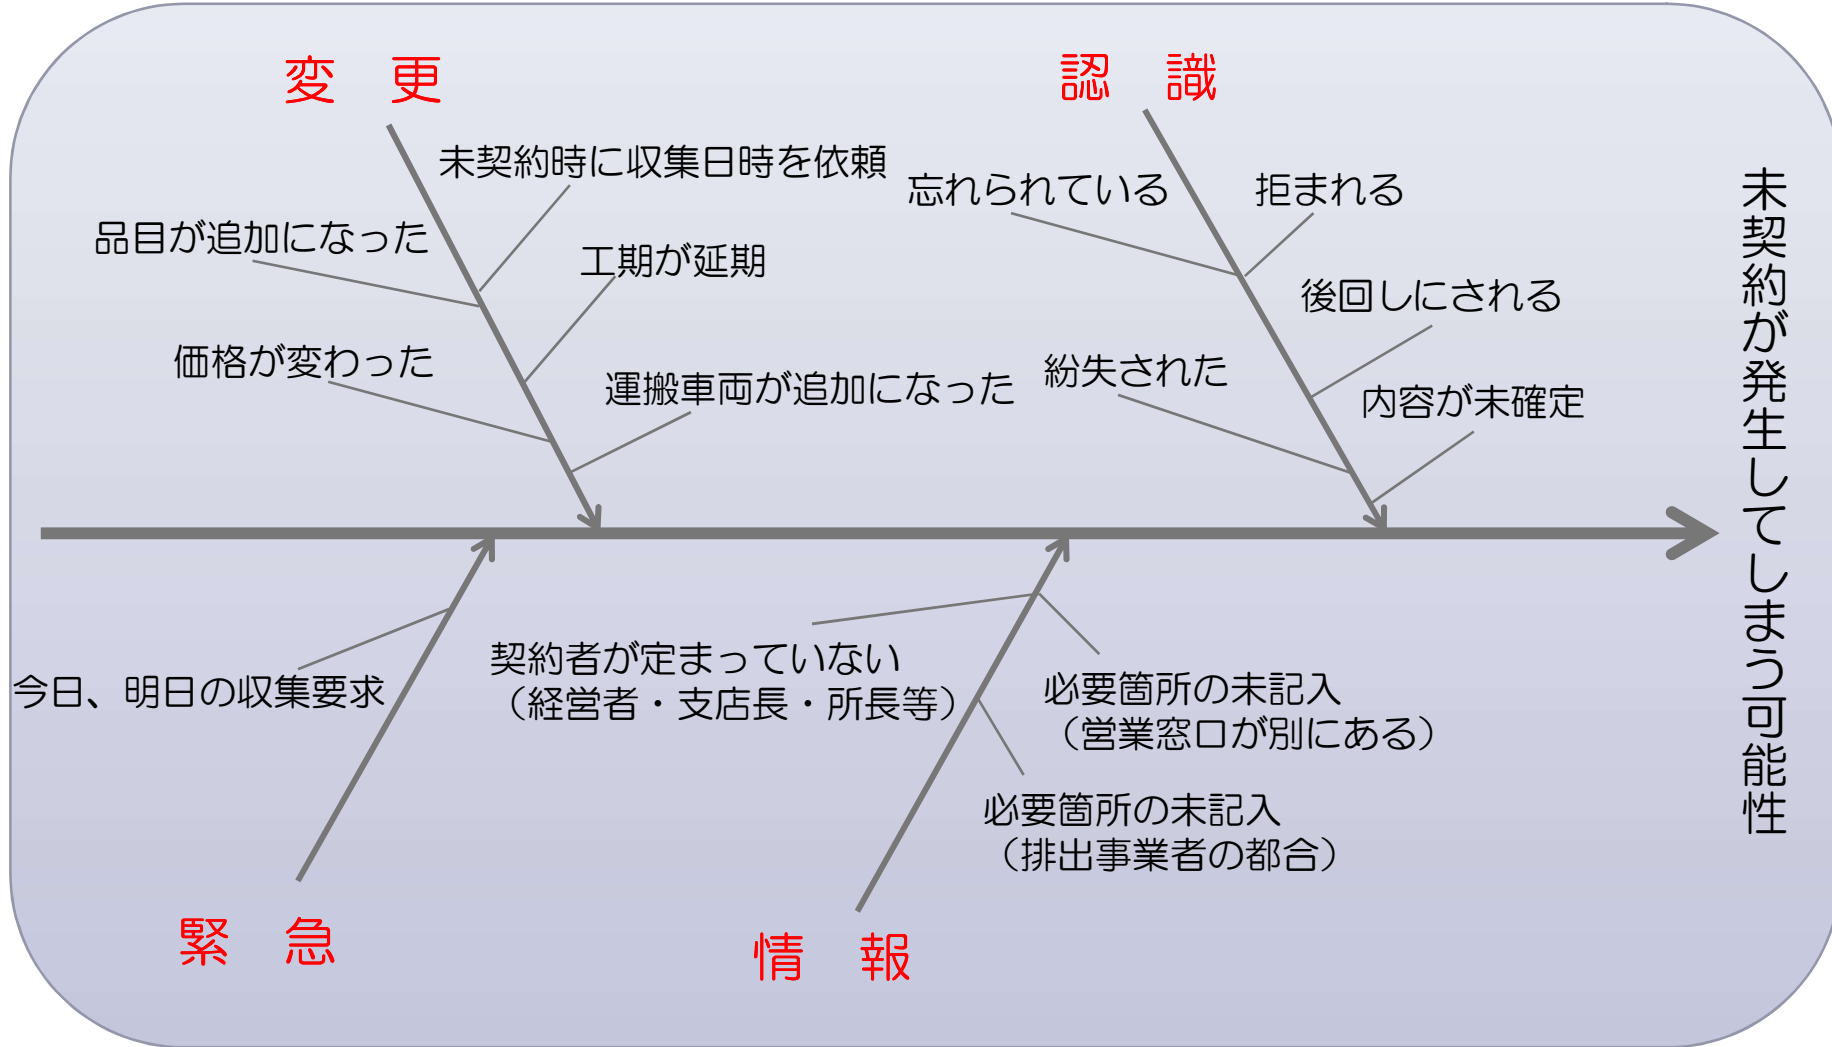 変　更
認　識
未契約時に収集日時を依頼
忘れられている
拒まれる
品目が追加になった
工期が延期
後回しにされる
価格が変わった
運搬車両が追加になった
紛失された
内容が未確定
未契約が発生してしまう可能性
今日、明日の収集要求
契約者が定まっていない
（経営者・支店長・所長等）
必要箇所の未記入
（営業窓口が別にある）
必要箇所の未記入
（排出事業者の都合）
緊　急
情　報